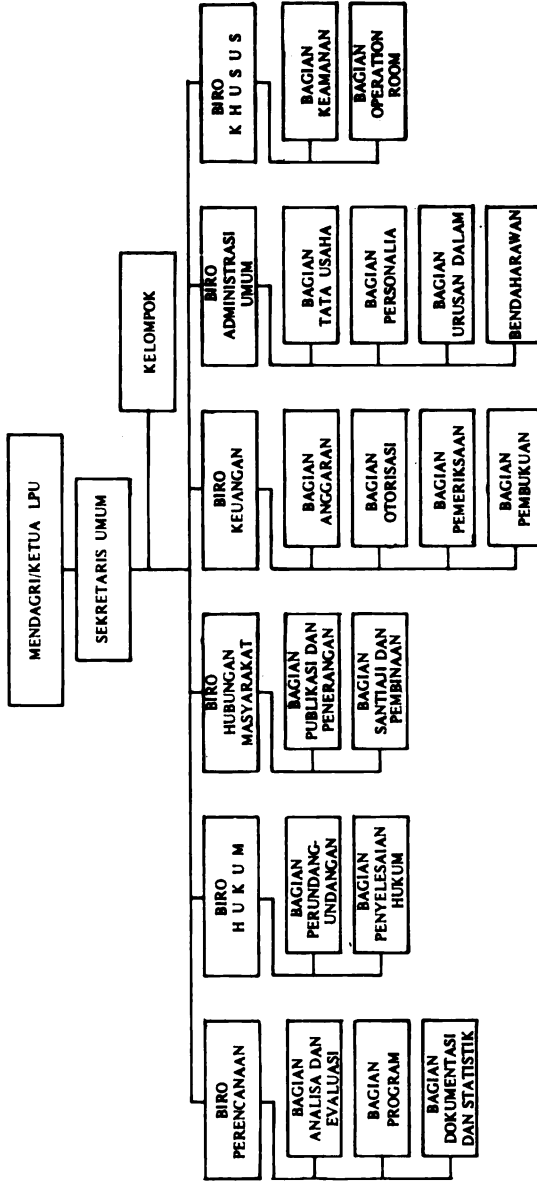 MENDAGRI/KETUA LPU
SEKRETARIS UMUM
KELOMPOK
BIRO
PERENCANAAN
BAGIAN
ANALISA DAN
EVALUASI
BAGIAN
PROGRAM
BAGIAN
DOKUMENTASI
DAN STATISTIK
BIRO
H U K U M
BAGIAN
PERUNDANG-
UNDANGAN
BAGIAN
PENYELESAIAN
HUKUM
BIRO
HUBUNGAN
MASYARAKAT
BAGIAN
PUBLIKASI DAN
PENERANGAN
BAGIAN
SANTIAJI DAN
PEMBINAAN
BIRO
KEUANGAN
BAGIAN
ANGGARAN
BAGIAN
OTORISASI
BAGIAN
PEMERIKSAAN
BAGIAN
PEMBUKUAN
BIRO
ADMINISTRASI
UMUM
BAGIAN
TATA USAHA
BAGIAN
PERSONALIA
BAGIAN
URUSAN DALAM
BENDAHARAWAN
BIRO
K H U S U S
BAGIAN
KEAMANAN
BAGIAN
OPERATION
ROOM